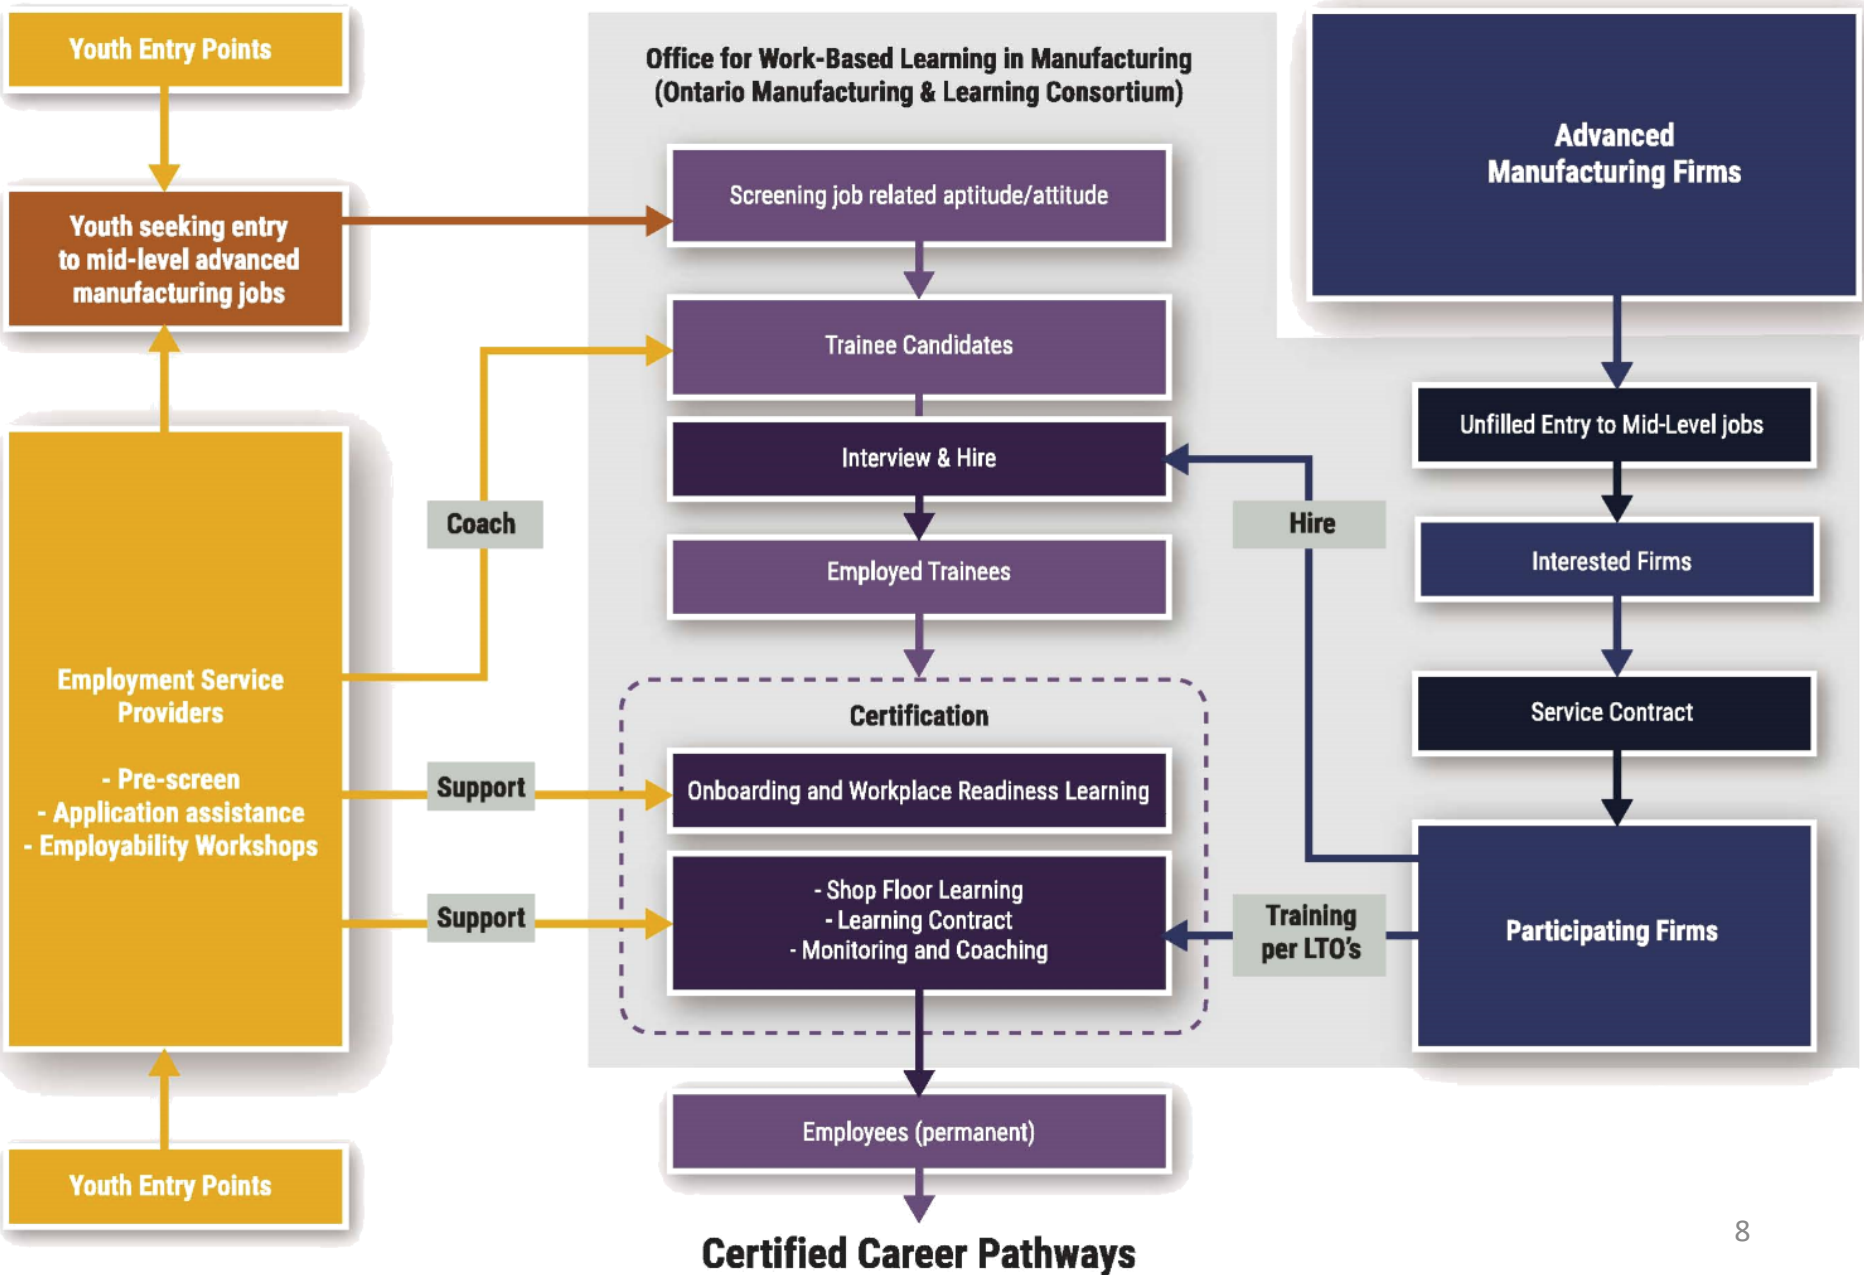 Youth Entry Points
Youth seeking entry
to mid-level advanced
manufacturing jobs
Employment Service
Providers
- Pre-screen
- Application assistance
- Employability Workshops
Youth Entry Points
Coach
Support
Support
Office for Work-Based Learning in Manufacturing
(Ontario Manufacturing & Learning Consortium)
Screening job related aptitude/attitude
Trainee Candidates
Interview & Hire
Employed Trainees
Certification
Onboarding and Workplace Readiness Learning
- Shop Floor Learning
- Learning Contract
- Monitoring and Coaching
Employees (permanent)
Certified Career Pathways
Hire
Training
per LTO's
Advanced
Manufacturing Firms
Unfilled Entry to Mid-Level jobs
Interested Firms
Service Contract
Participating Firms
8